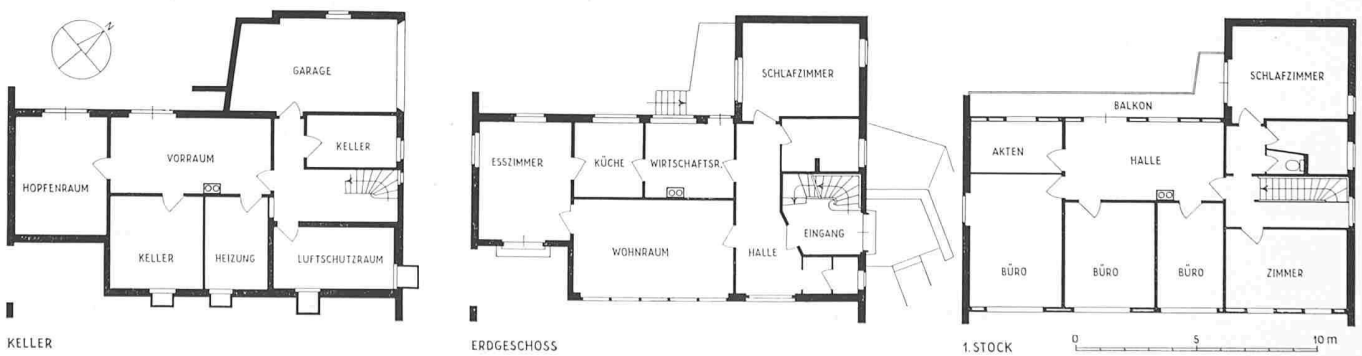 N
GARAGE
KELLER
VORRAUM
HOPFENRAUM
KELLER
HEIZUNG
LUFTSCHUTZRAUM
KELLER
SCHLAFZIMMER
ESSZIMMER
KÜCHE
WIRTSCHAFTSR.
EINGANG
WOHNRAUM
HALLE
ERDGESCHOSS
SCHLAFZIMMER
BALKON
AKTEN
HALLE
BÜRO
BÜRO
BÜRO
ZIMMER
1. STOCK
0 5 10 m